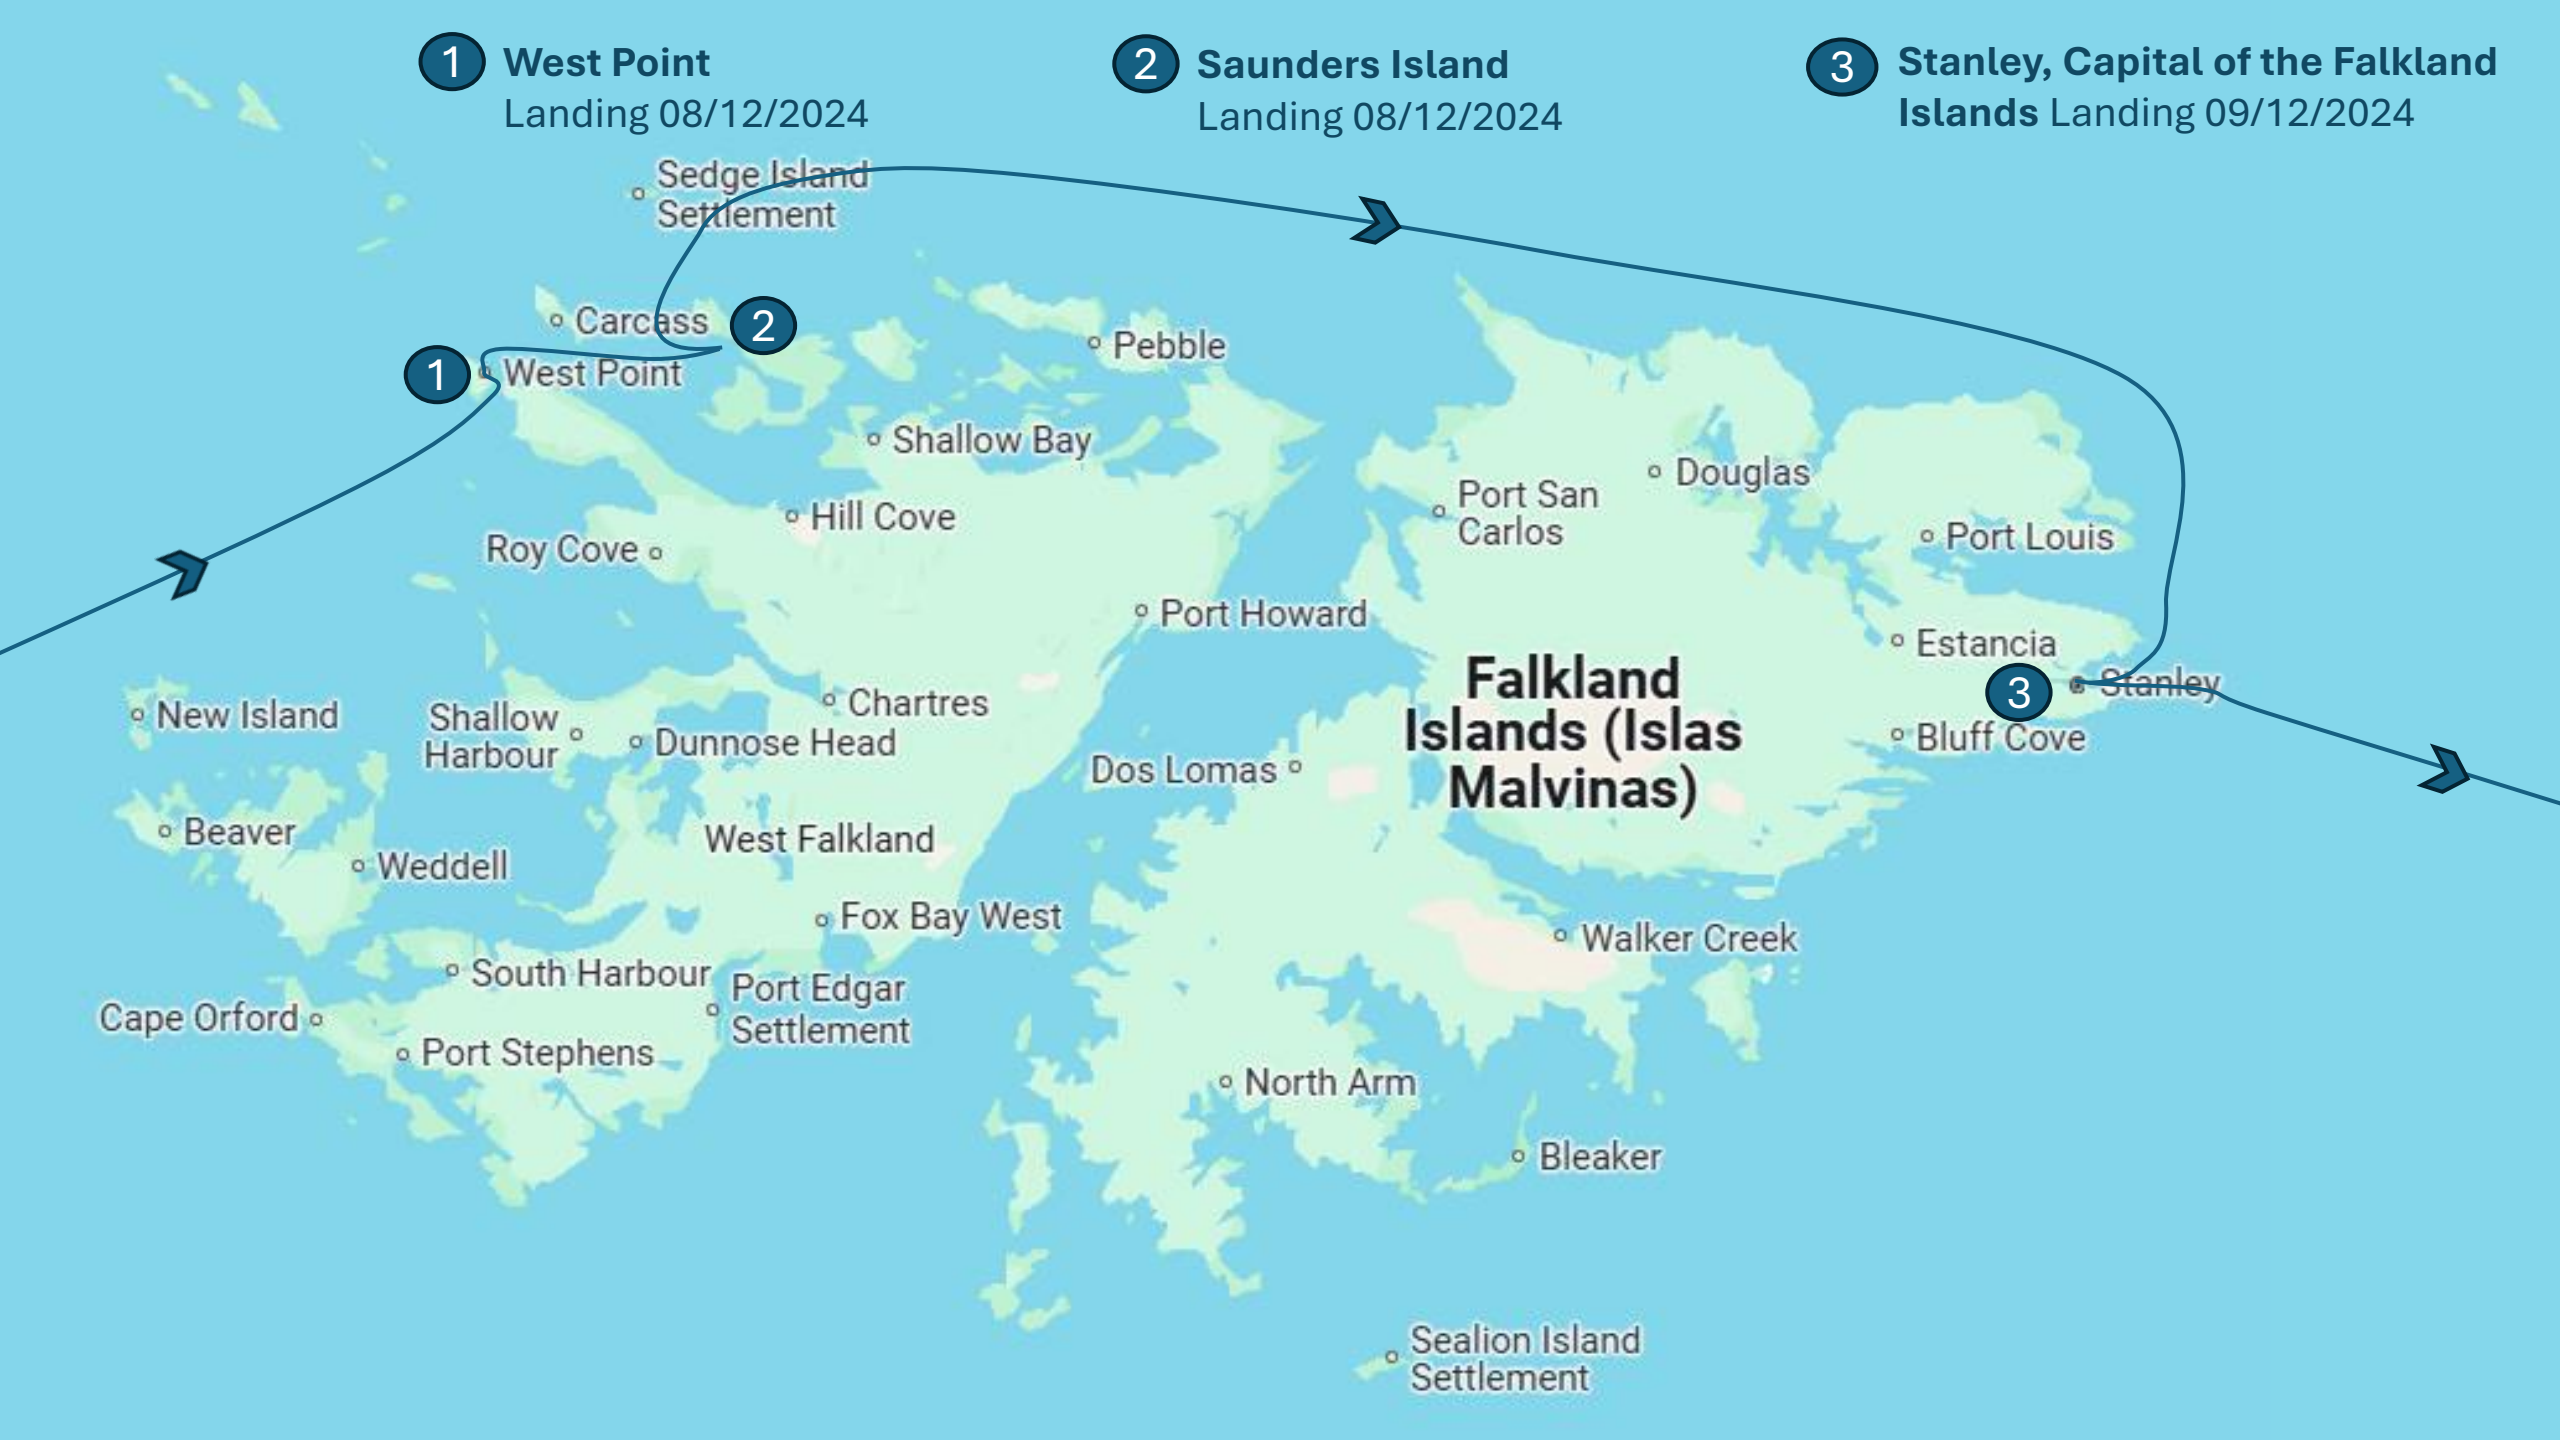 1 West Point
Landing 08/12/2024
2 Saunders Island
Landing 08/12/2024
3 Stanley, Capital of the Falkland
Islands Landing 09/12/2024
Sedge Island
Settlement
Carcass
2
Pebble
1
West Point
Shallow Bay
Douglas
Port San
Carlos
Hill Cove
Roy Cove
Port Louis
Port Howard
Estancia
Falkland
Islands (Islas
Malvinas)
3
Stanley
New Island
Shallow
Harbour
Chartres
Dunnose Head
Bluff Cove
Dos Lomas
Beaver
West Falkland
Weddell
Fox Bay West
Walker Creek
South Harbour
Port Edgar
Settlement
Cape Orford
Port Stephens
North Arm
Bleaker
Sealion Island
Settlement